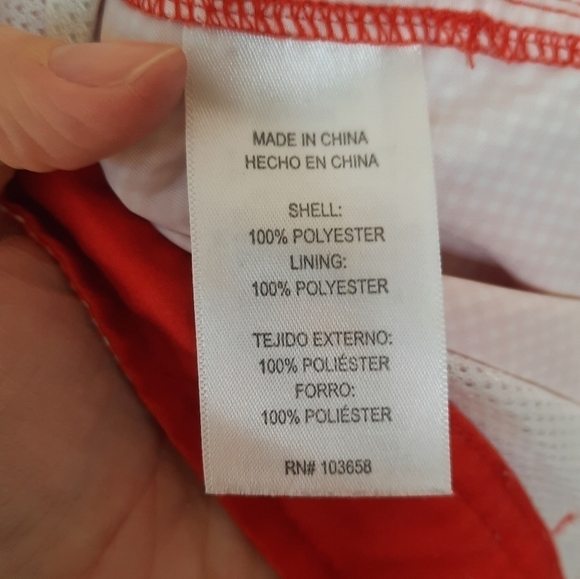 MADE IN CHINA
HECHO EN CHINA
SHELL:
100% POLYESTER
LINING:
100% POLYESTER
TEJIDO EXTERNO:
100% POLIÉSTER
FORRO:
100% POLIÉSTER
RN# 103658